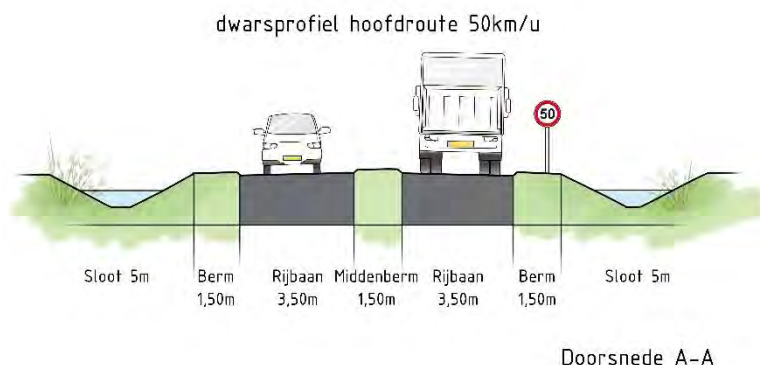 dwarsprofiel hoofdroute 50km/u
50
Sloot 5m
Berm
1,50m
Rijbaan
3,50m
Middenberm
1,50m
Rijbaan
3,50m
Berm
1,50m
Sloot 5m
Doorsnede A-A